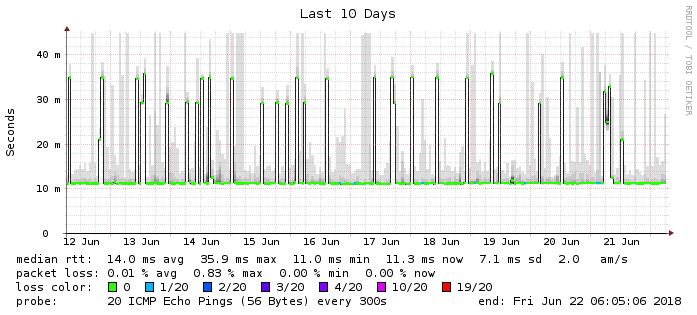 Last 10 Days
RRDTOOL / TOBI OETIKER
Seconds
40 m
30 m
20 m
10 m
0
12 Jun 13 Jun 14 Jun 15 Jun 16 Jun 17 Jun 18 Jun 19 Jun 20 Jun 21 Jun
median rtt: 14.0 ms avg 35.9 ms max 11.0 ms min 11.3 ms now 7.1 ms sd 2.0 am/s
packet loss: 0.01 % avg 0.83 % max 0.00 % min 0.00 % now
loss color: 0 1/20 2/20 3/20 4/20 10/20 19/20
probe: 20 ICMP Echo Pings (56 Bytes) every 300s end: Fri Jun 22 06:05:06 2018